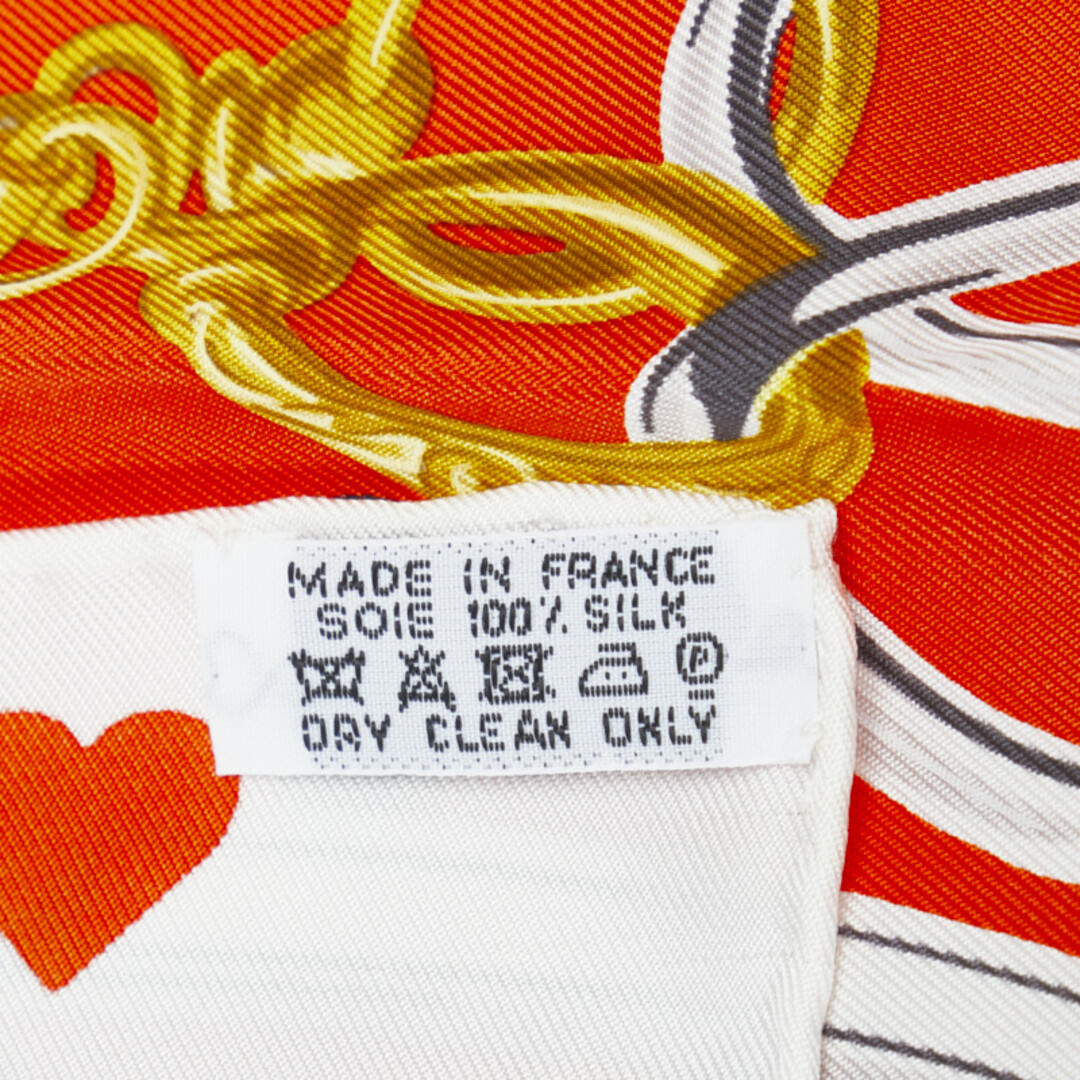 MADE IN FRANCE
SOIE 100% SILK
P
DRY CLEAN ONLY